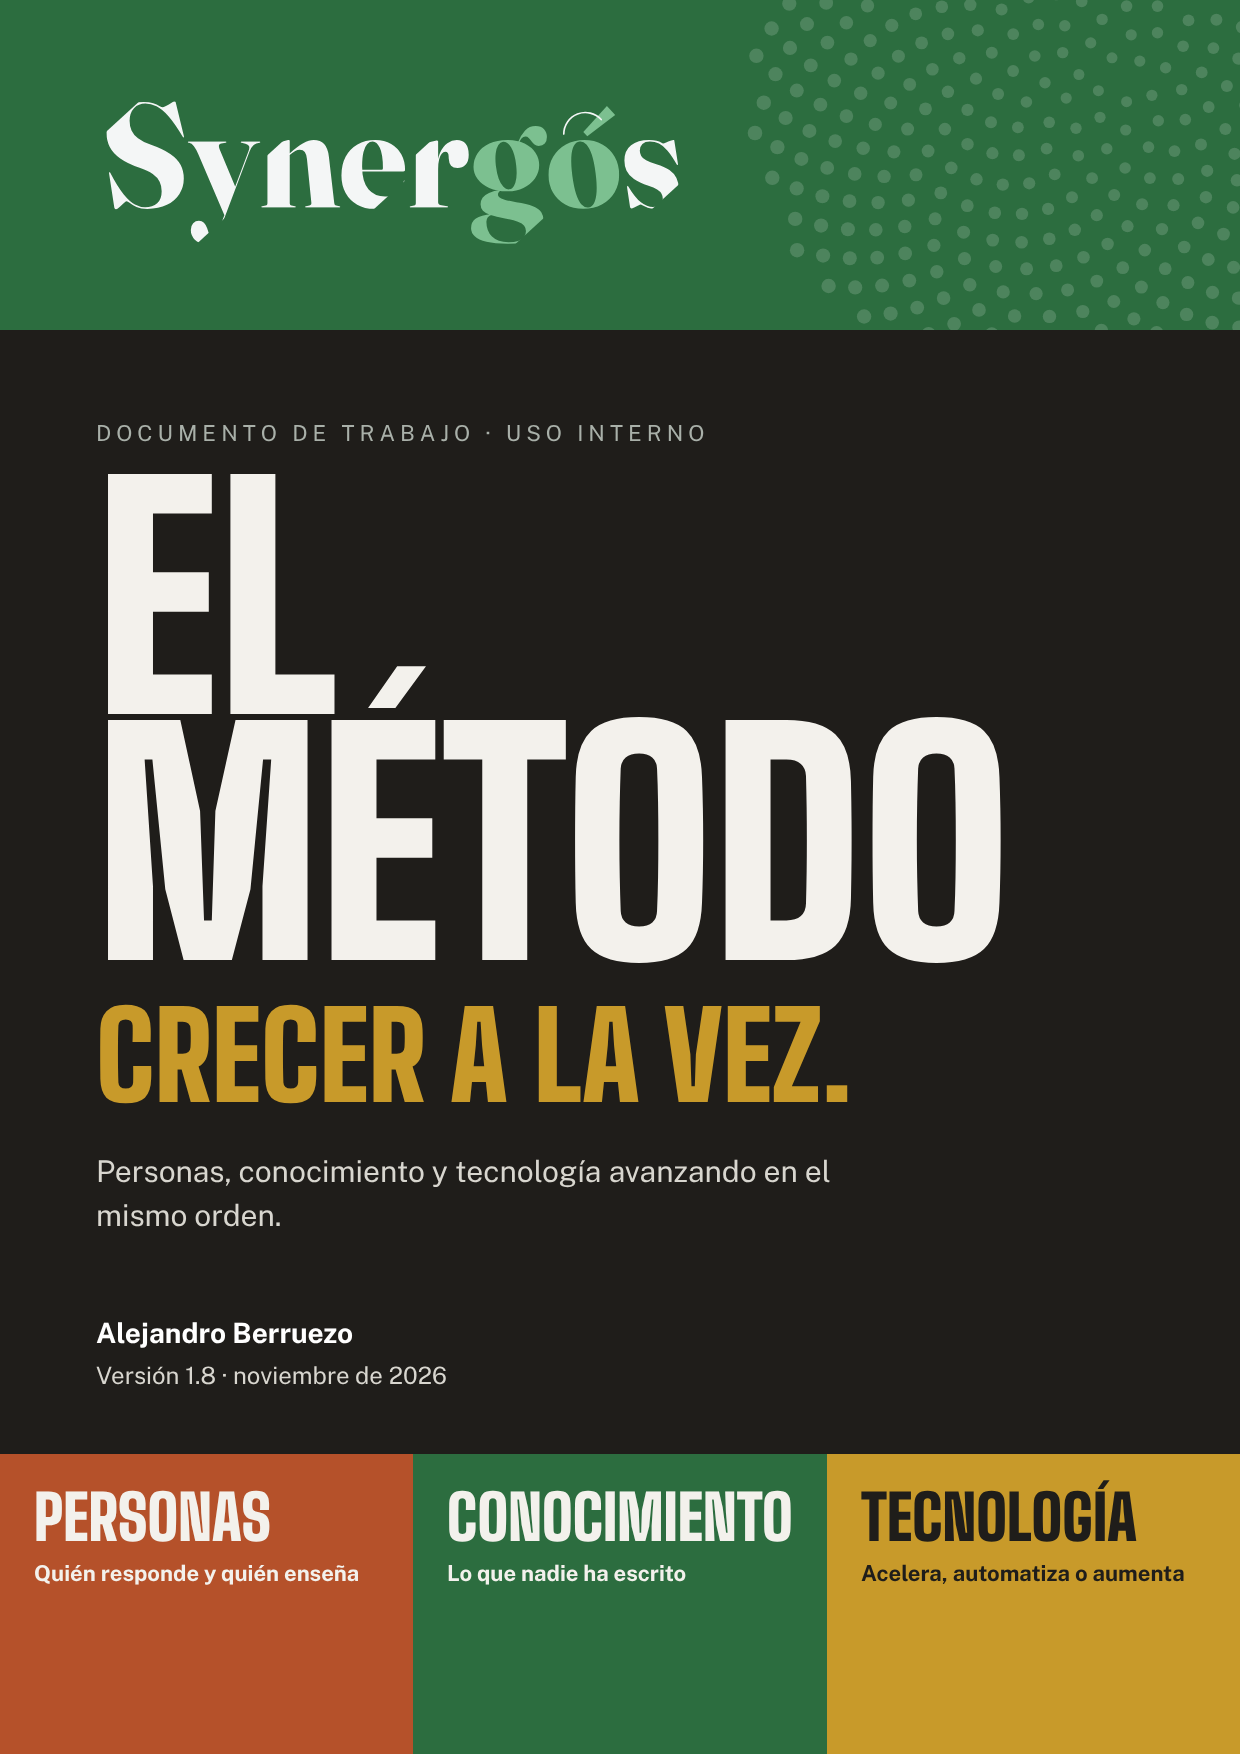 Synergós
DOCUMENTO DE TRABAJO · USO INTERNO
EL
MÉTODO
CRECER A LA VEZ.
Personas, conocimiento y tecnología avanzando en el
mismo orden.
Alejandro Berruezo
Versión 1.8 · noviembre de 2026
PERSONAS
Quién responde y quién enseña
CONOCIMIENTO
Lo que nadie ha escrito
TECNOLOGÍA
Acelera, automatiza o aumenta